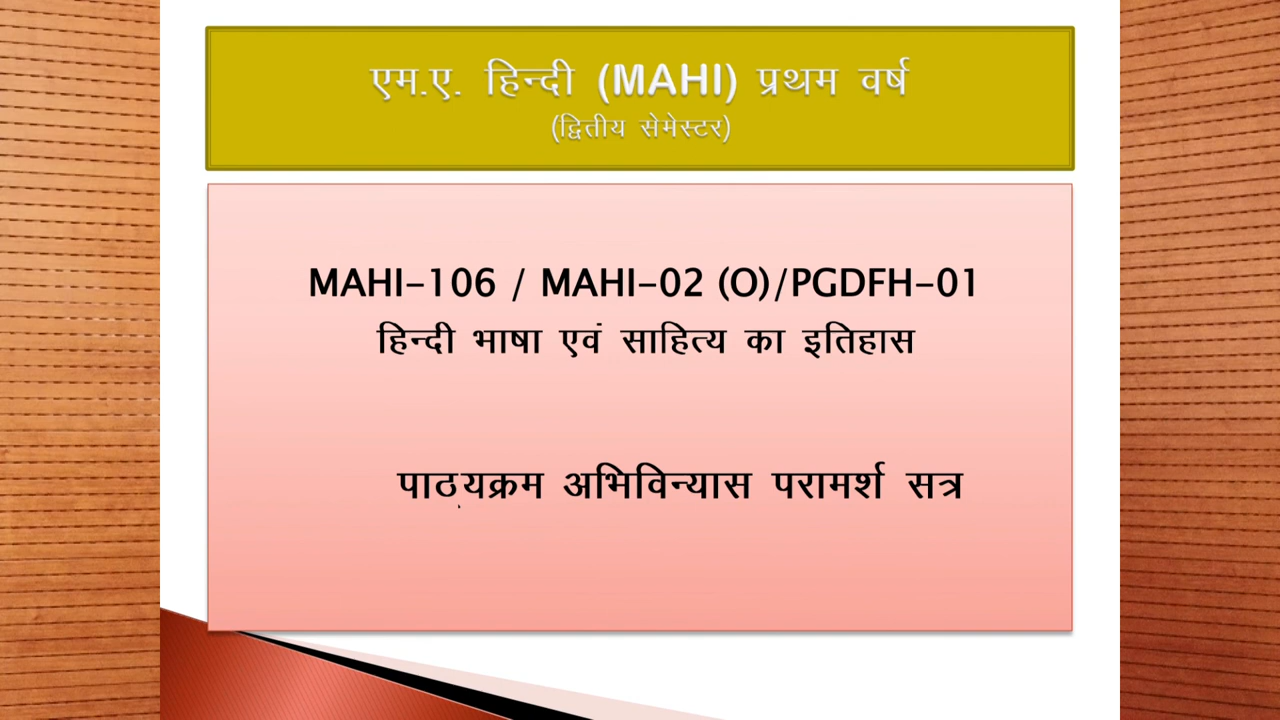 एम.ए. हिन्दी (MAHI) प्रथम वर्ष
(द्वितीय सेमेस्टर)
MAHI-106 / MAHI-02 (O)/PGDFH-01
हिन्दी भाषा एवं साहित्य का इतिहास
पाठ्यक्रम अभिविन्यास परामर्श सत्र